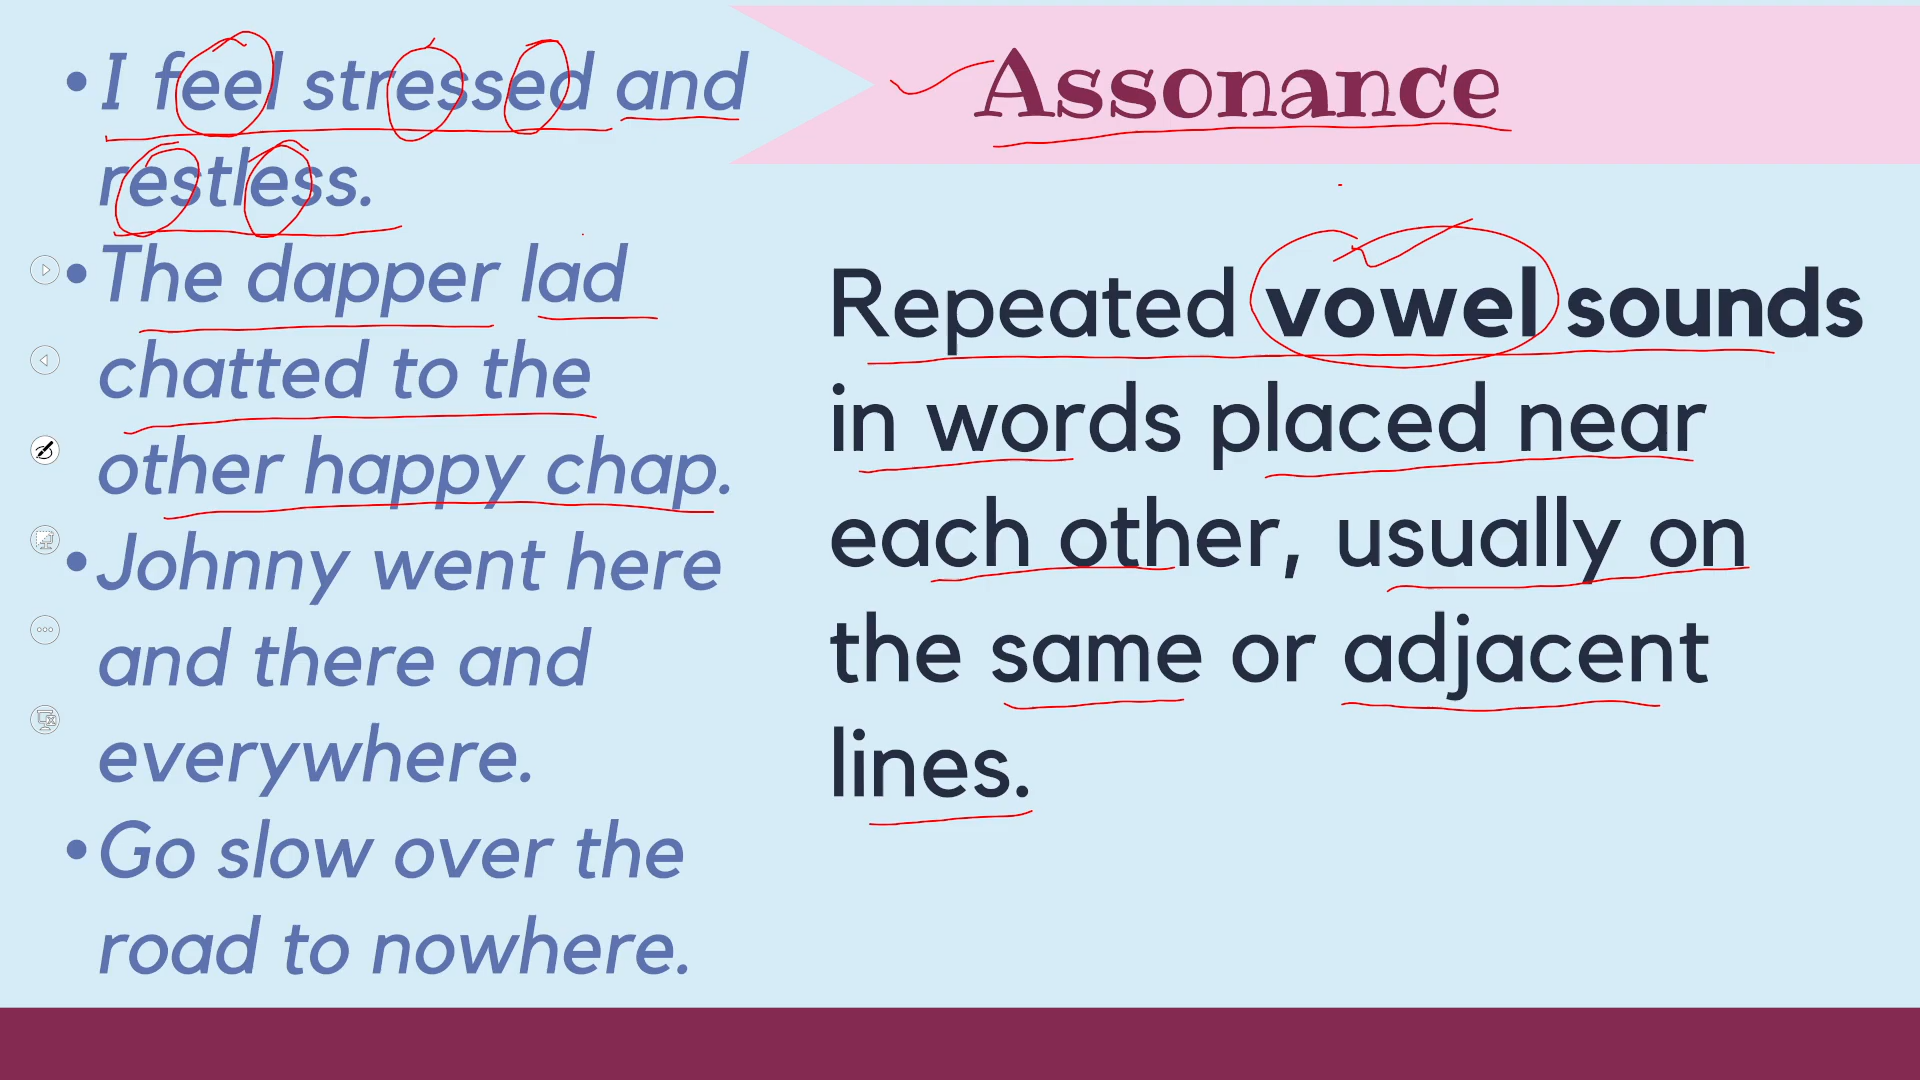 • I feel stressed and
restless.
• The dapper lad
chatted to the
other happy chap.
• Johnny went here
and there and
everywhere.
• Go slow over the
road to nowhere.
Assonance
Repeated vowel sounds
in words placed near
each other, usually on
the same or adjacent
lines.